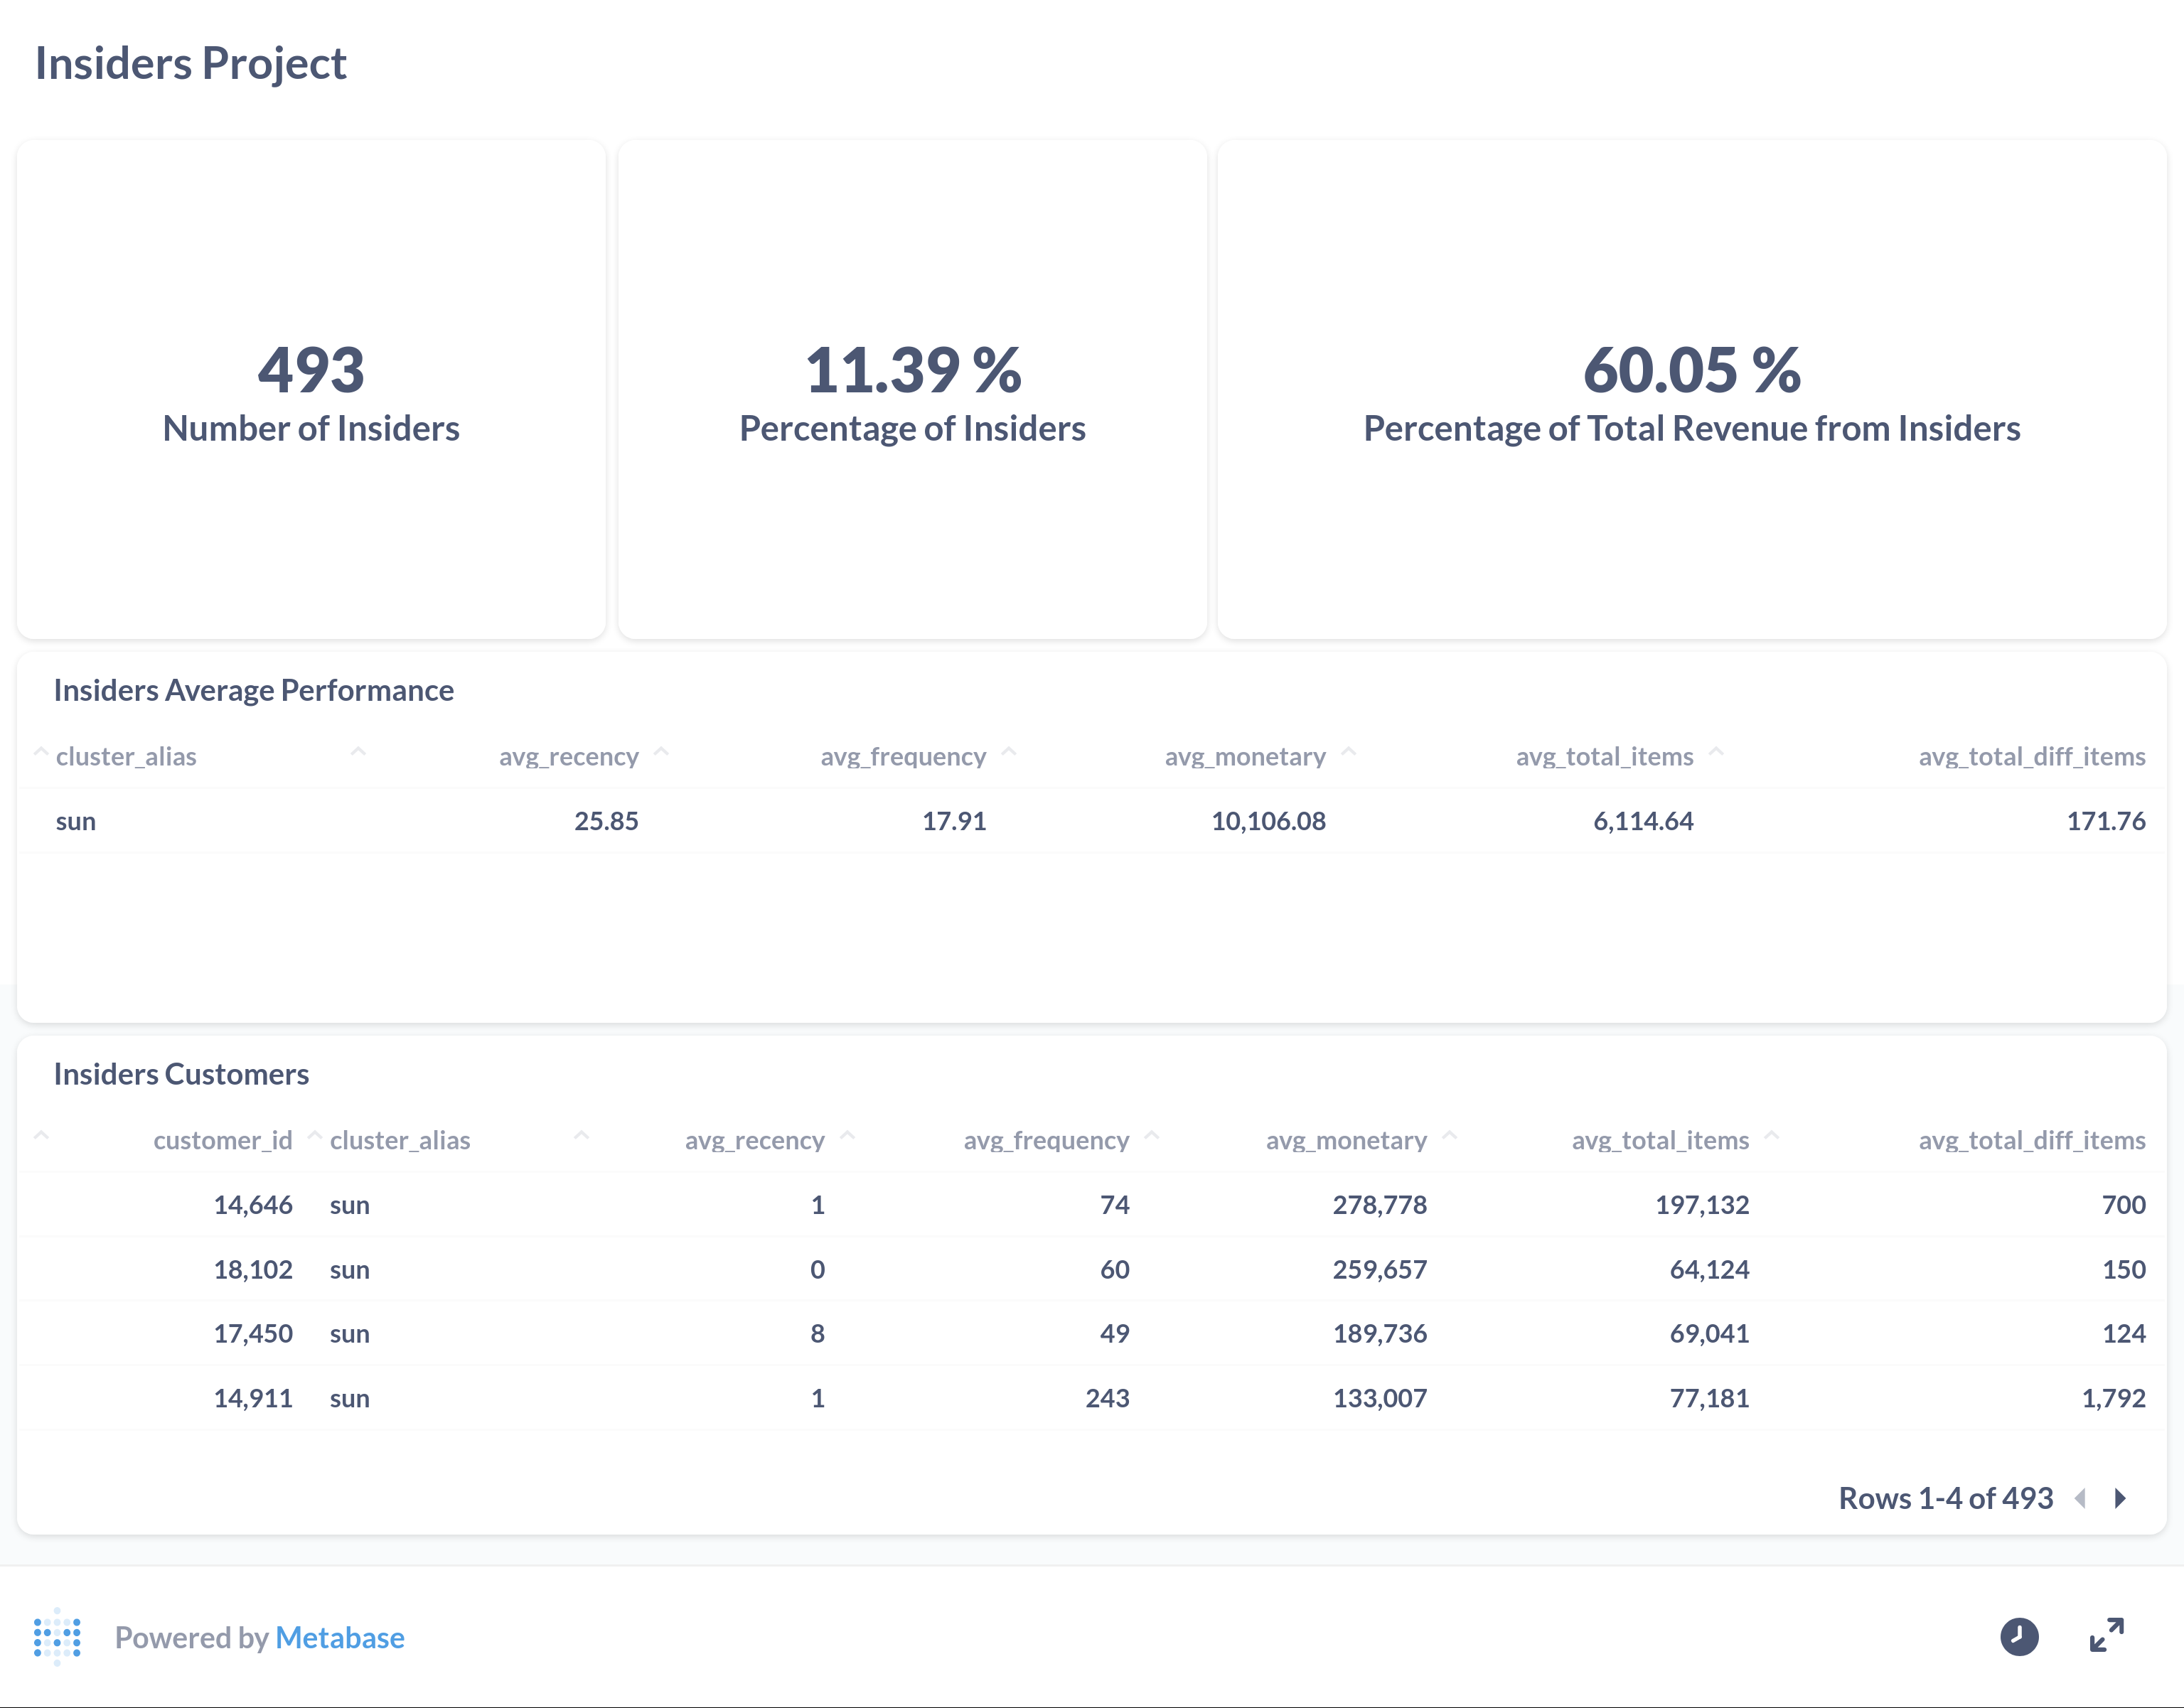 Insiders Project
493
Number of Insiders
11.39 %
Percentage of Insiders
60.05 %
Percentage of Total Revenue from Insiders
Insiders Average Performance
cluster_alias avg_recency avg_frequency avg_monetary avg_total_items avg_total_diff_items
sun 25.85 17.91 10,106.08 6,114.64 171.76
Insiders Customers
customer_id cluster_alias avg_recency avg_frequency avg_monetary avg_total_items avg_total_diff_items
14,646 sun 1 74 278,778 197,132 700
18,102 sun 0 60 259,657 64,124 150
17,450 sun 8 49 189,736 69,041 124
14,911 sun 1 243 133,007 77,181 1,792
Rows 1-4 of 493
Powered by Metabase